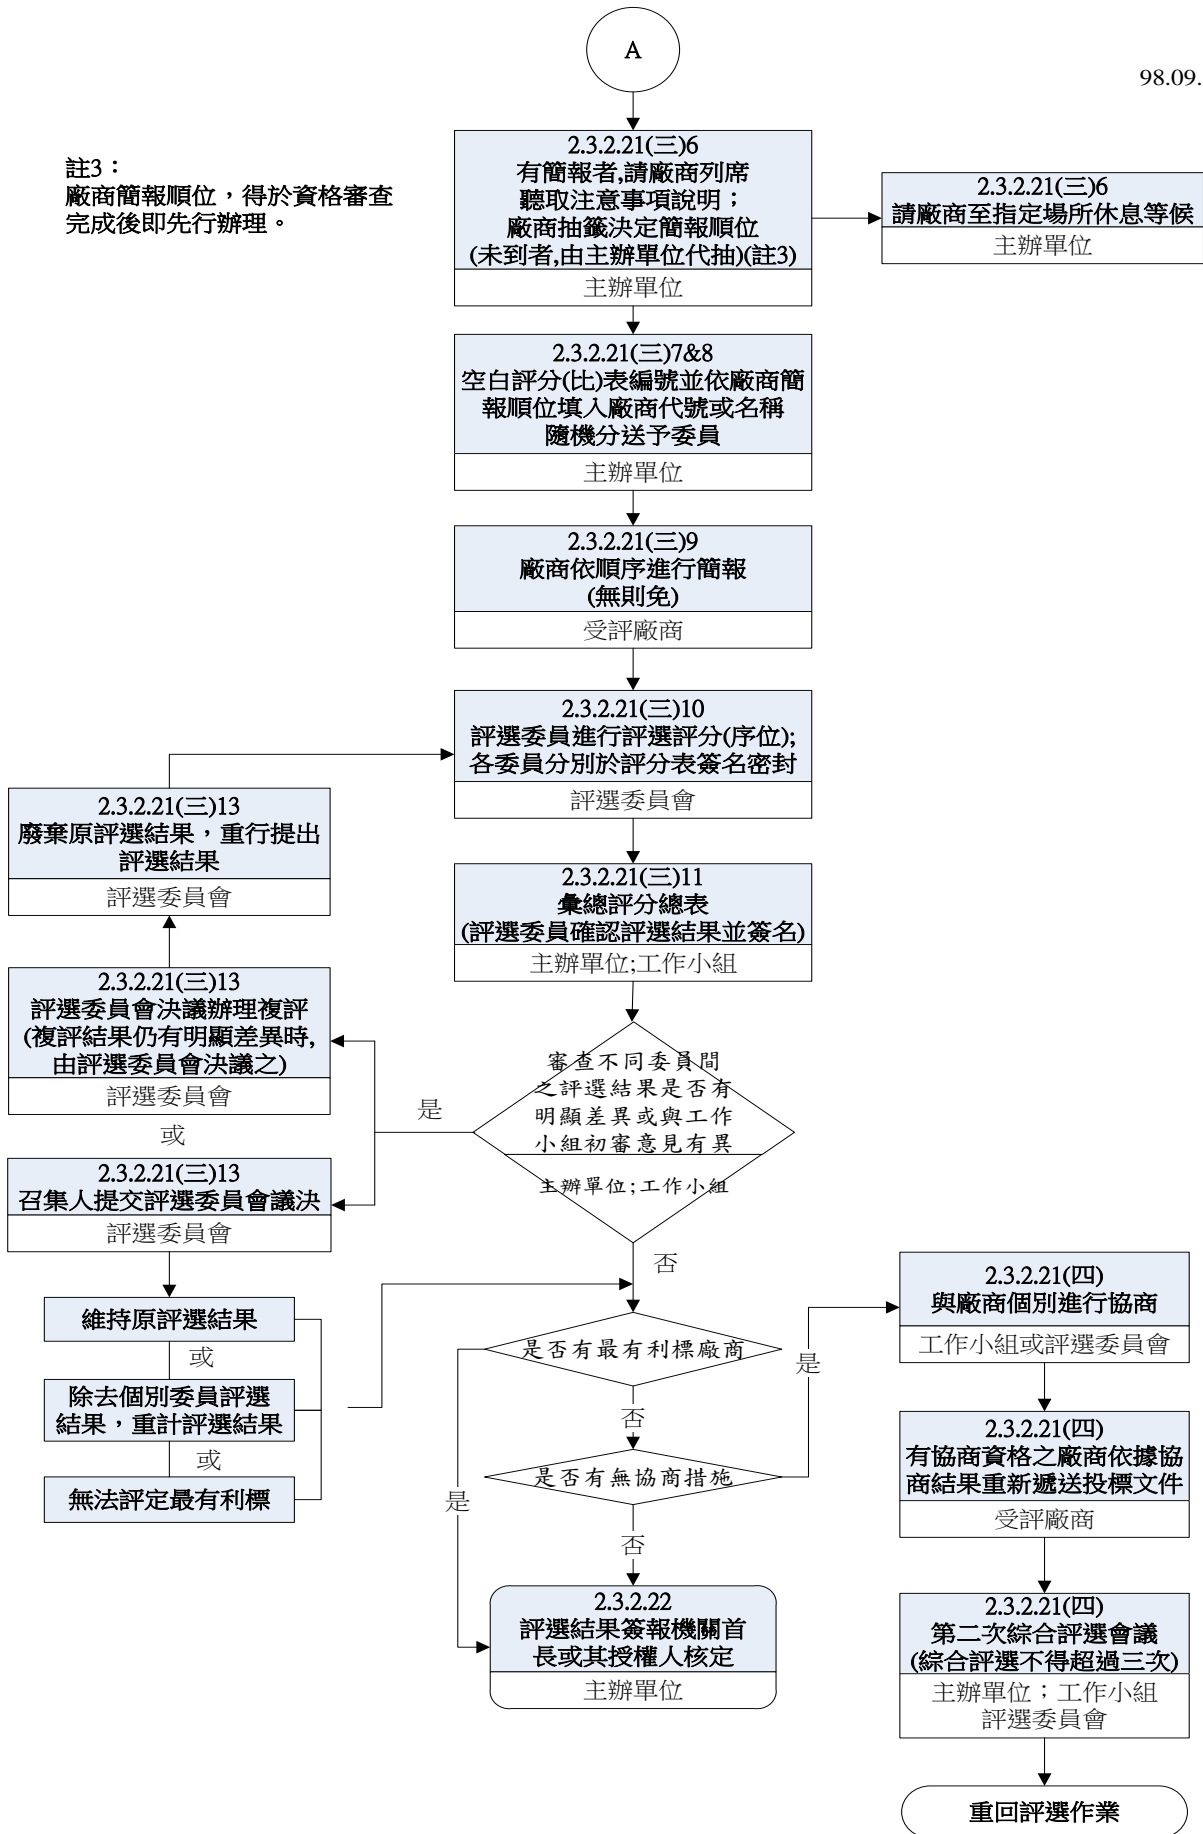 A
98.09.
註3：
廠商簡報順位，得於資格審查
完成後即先行辦理。
2.3.2.21(三)6
有簡報者,請廠商列席
聽取注意事項說明；
廠商抽籤決定簡報順位
(未到者,由主辦單位代抽)(註3)
主辦單位
2.3.2.21(三)6
請廠商至指定場所休息等候
主辦單位
2.3.2.21(三)7&8
空白評分(比)表編號並依廠商簡
報順位填入廠商代號或名稱
隨機分送予委員
主辦單位
2.3.2.21(三)9
廠商依順序進行簡報
(無則免)
受評廠商
2.3.2.21(三)10
評選委員進行評選評分(序位);
各委員分別於評分表簽名密封
評選委員會
2.3.2.21(三)13
廢棄原評選結果，重行提出
評選結果
評選委員會
2.3.2.21(三)11
彙總評分總表
(評選委員確認評選結果並簽名)
主辦單位;工作小組
2.3.2.21(三)13
評選委員會決議辦理複評
(複評結果仍有明顯差異時,
由評選委員會決議之)
評選委員會
或
審查不同委員間
之評選結果是否有
明顯差異或與工作
小組初審意見有異
主辦單位;工作小組
是
否
2.3.2.21(三)13
召集人提交評選委員會議決
評選委員會
維持原評選結果
或
除去個別委員評選
結果，重計評選結果
或
無法評定最有利標
是否有最有利標廠商
否
是
是否有無協商措施
是
否
2.3.2.22
評選結果簽報機關首
長或其授權人核定
主辦單位
2.3.2.21(四)
與廠商個別進行協商
工作小組或評選委員會
2.3.2.21(四)
有協商資格之廠商依據協
商結果重新遞送投標文件
受評廠商
2.3.2.21(四)
第二次綜合評選會議
(綜合評選不得超過三次)
主辦單位；工作小組
評選委員會
重回評選作業